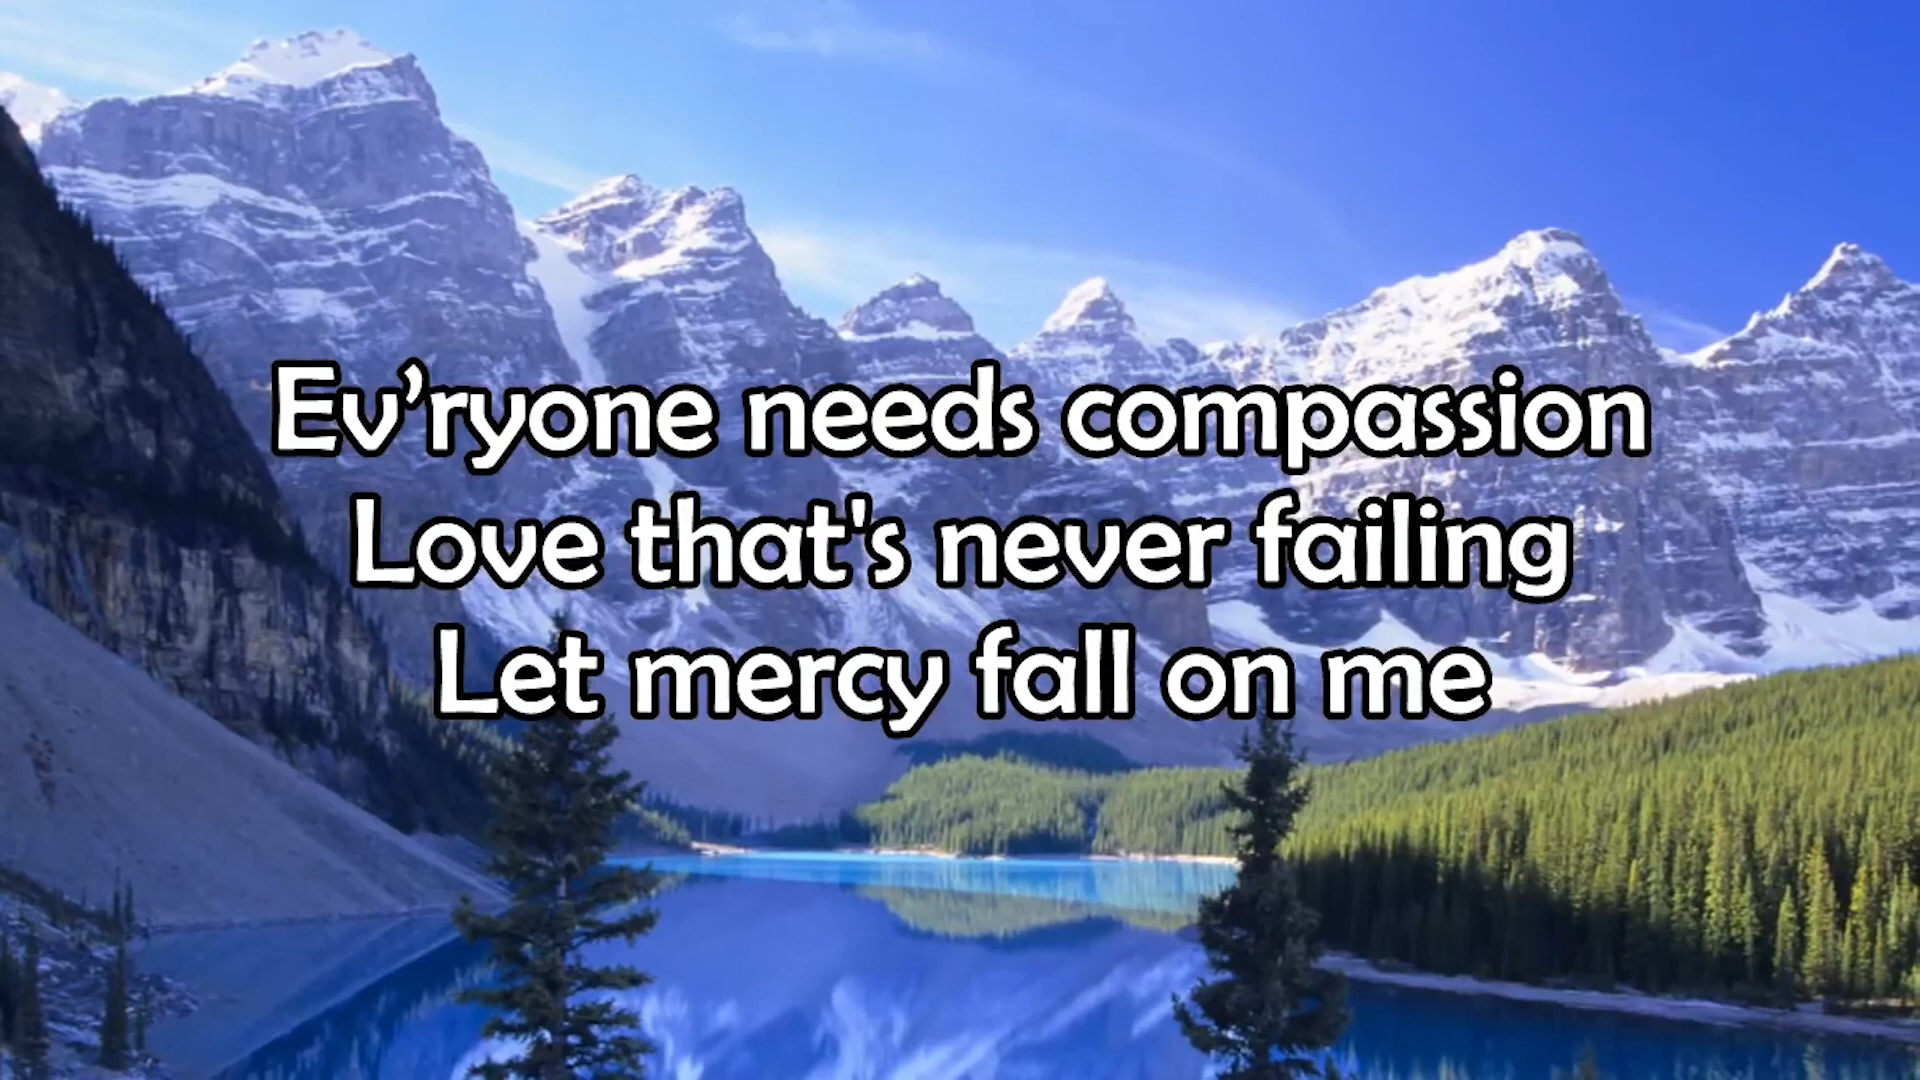 Ev’ryone needs compassion
Love that's never failing
Let mercy fall on me